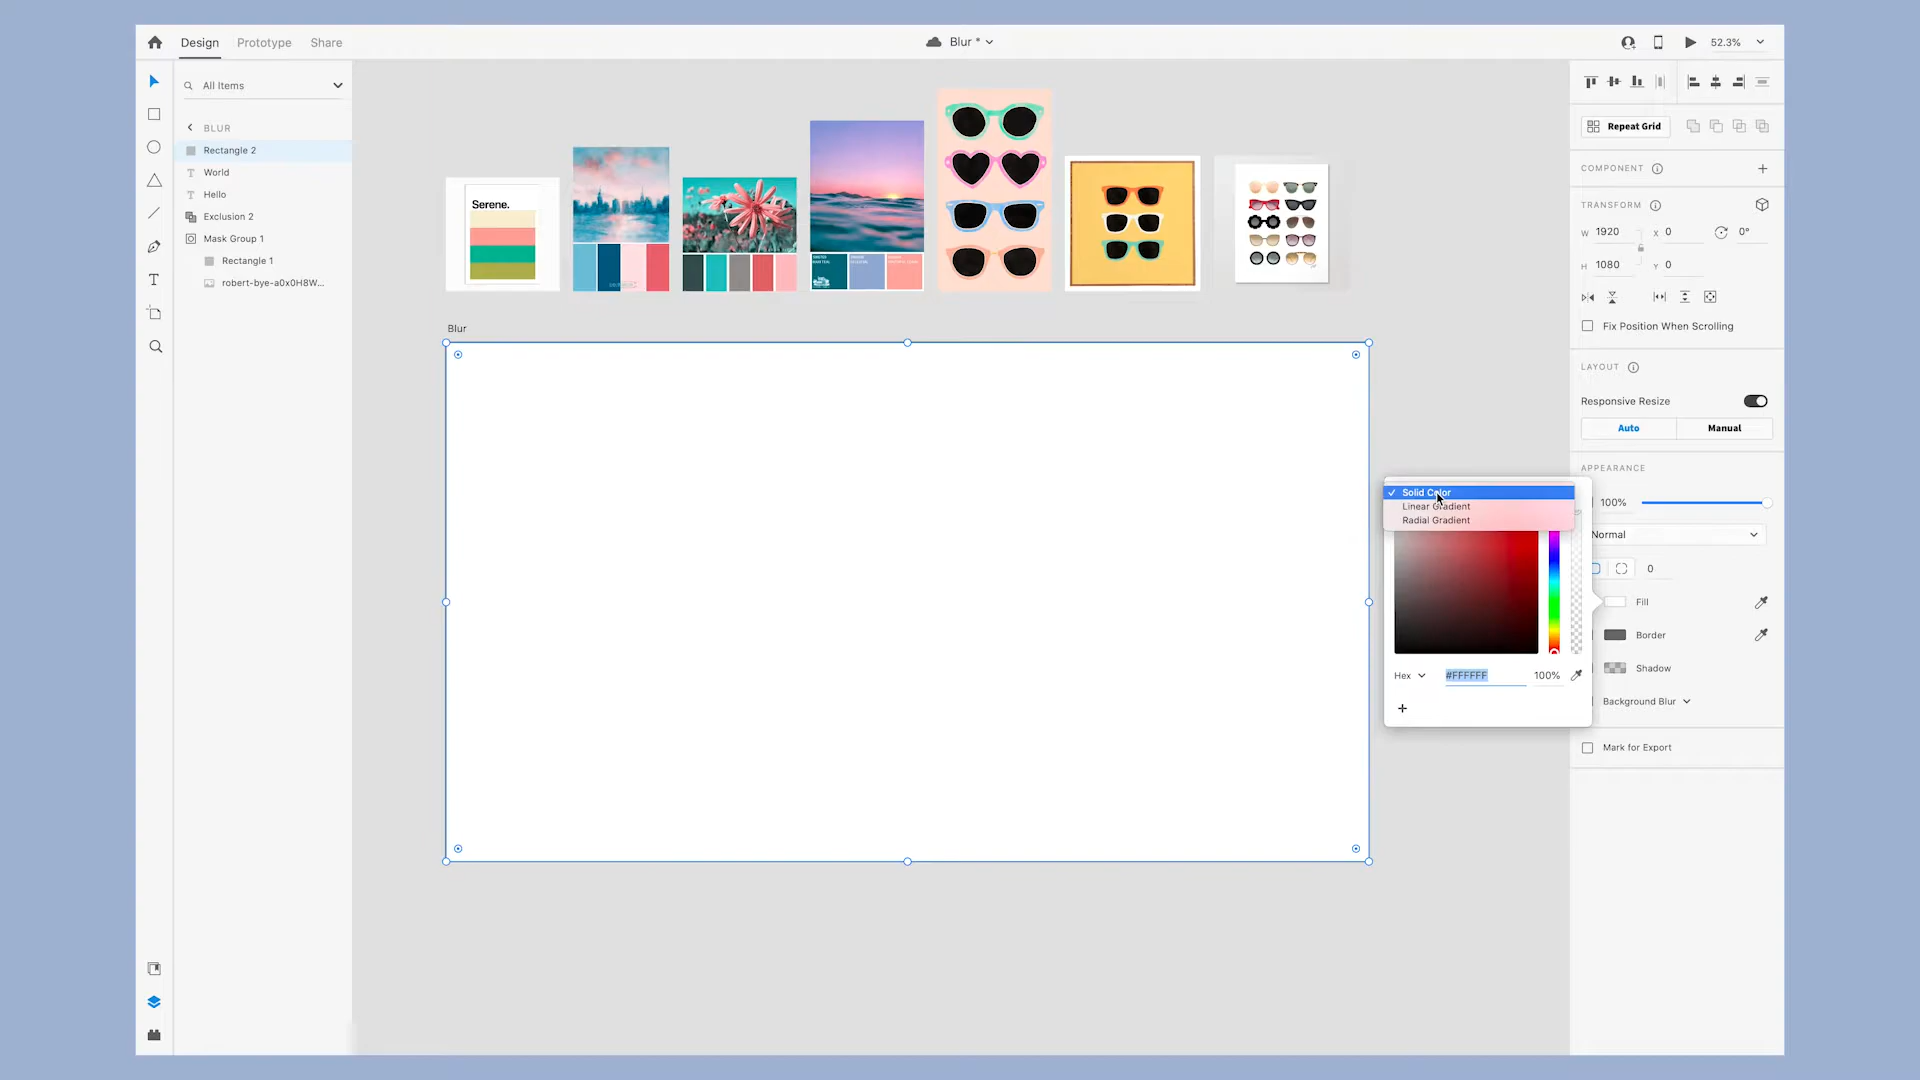 Design
Prototype
Share
Blur *
52.3%
All Items
BLUR
Rectangle 2
World
Hello
Exclusion 2
Mask Group 1
Rectangle 1
robert-bye-a0x0H8W...
Serene.
Blur
Repeat Grid
COMPONENT
TRANSFORM
W 1920
X 0
0°
H 1080
Y 0
Fix Position When Scrolling
LAYOUT
Responsive Resize
Auto
Manual
APPEARANCE
100%
Normal
0
Fill
Border
Shadow
Background Blur
Mark for Export
Solid Color
Linear Gradient
Radial Gradient
Hex
#FFFFFF
100%